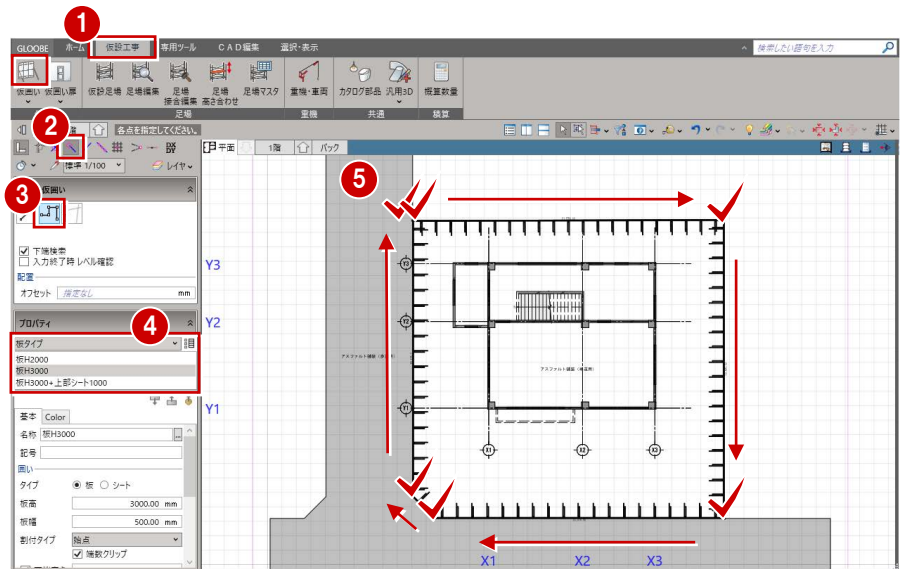 1
GLOOBE ホーム 仮設工事 専用ツール CAD編集 選択・表示 検索したい語句を入力
仮囲い 仮囲い扉 仮設足場 足場編集 足場接合編集 足場高さ合わせ 足場マスタ 重機・車両 カタログ部品 汎用3D 概算数量
足場 重機 共通 積算
2
各点を指定してください。
平面 1階 パック
標準 1/100 レイヤ
3
仮囲い
5
下端検索
入力終了時 レベル確認
配置
オフセット 指定なし mm
Y3
Y3
プロパティ
4
Y2
Y2
板タイプ
板H2000
板H3000
板H3000+上部シート1000
Y1
Y1
基本 Color
名称 板H3000 ...
記号
囲い
タイプ 板 シート
板高 3000.00 mm
板幅 500.00 mm
割付タイプ 始点
端数クリップ
X1 X2 X3
X1 X2 X3